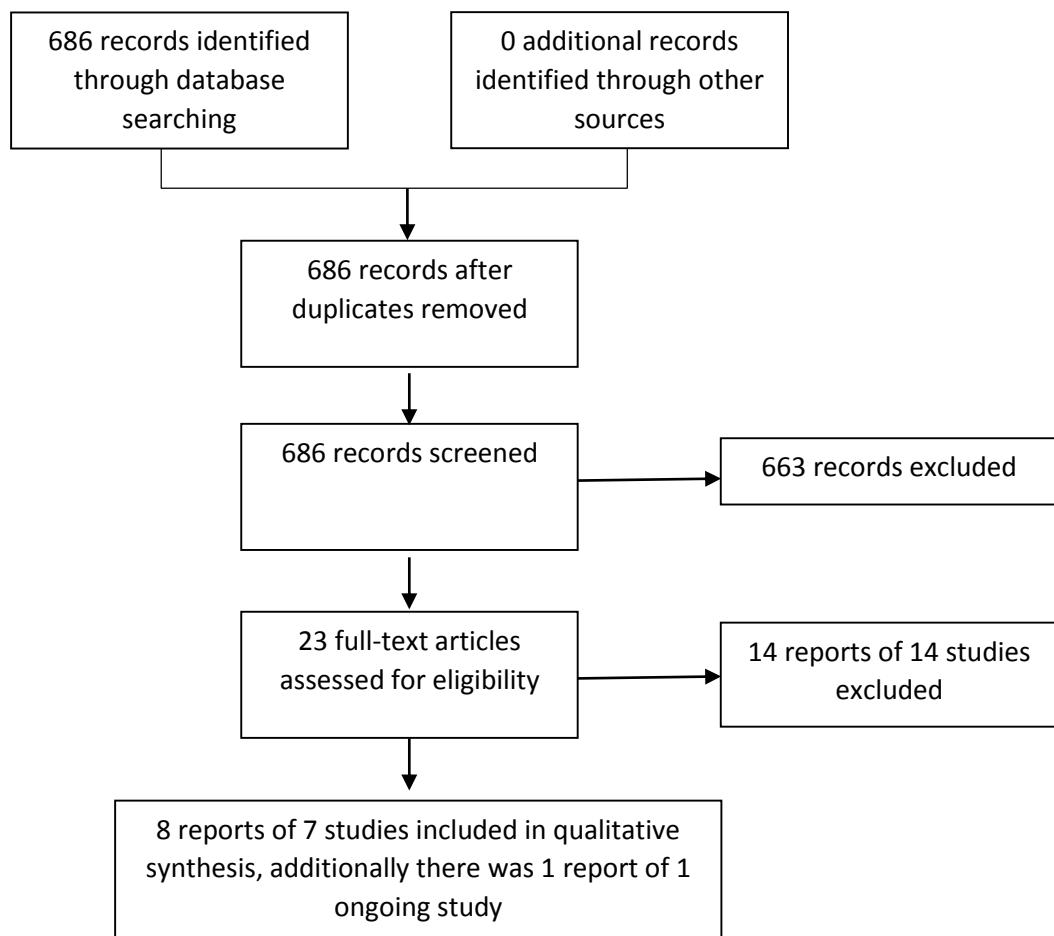 686 records identified
through database
searching
0 additional records
identified through other
sources
686 records after
duplicates removed
686 records screened
663 records excluded
23 full-text articles
assessed for eligibility
14 reports of 14 studies
excluded
8 reports of 7 studies included in qualitative
synthesis, additionally there was 1 report of 1
ongoing study